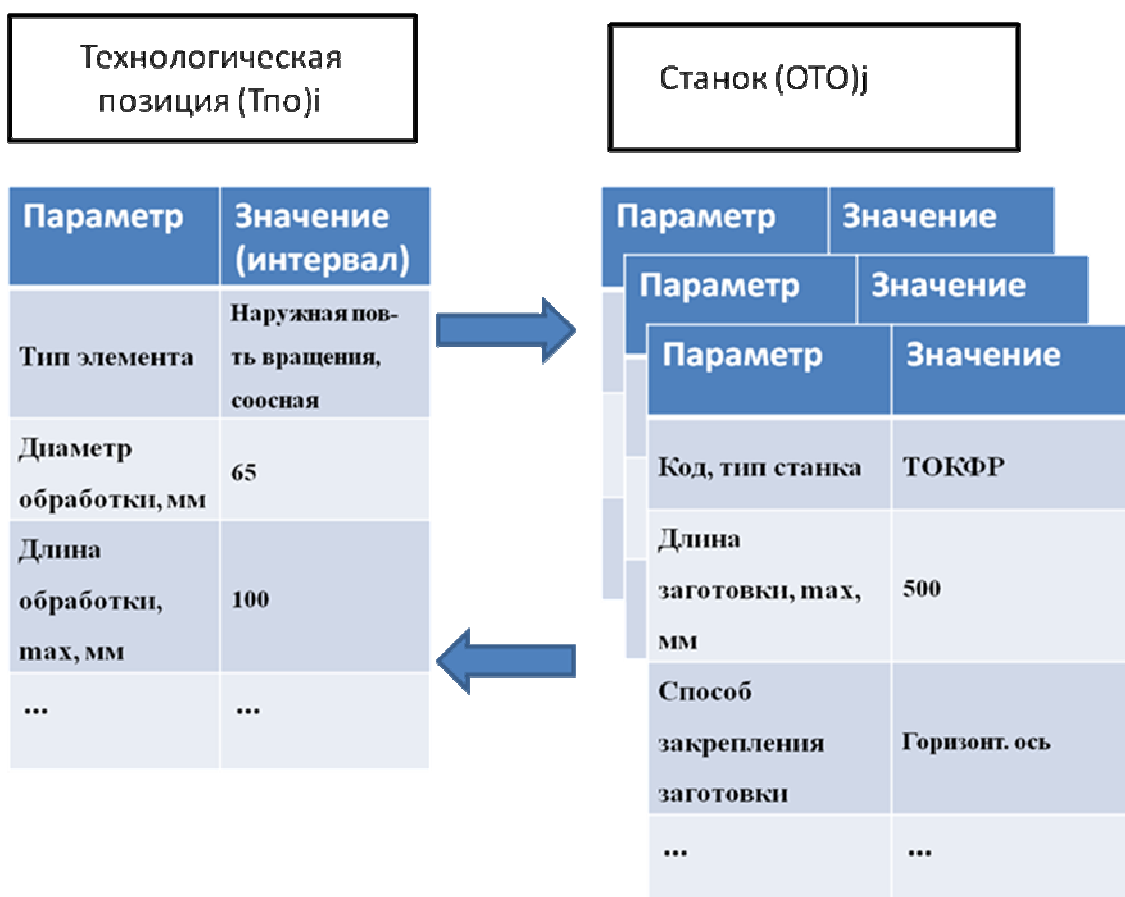 Технологическая
позиция (Тпо)i
Станок (ОТО)j
Параметр
Значение
(интервал)
Тип элемента
Наружная пов-
ть вращения,
соосная
Диаметр
обработки, мм
65
Длина
обработки,
max, мм
100
...
...
Параметр
Значение
Параметр
Значение
Параметр
Значение
Код, тип станка
ТОКФР
Длина
заготовки, max,
мм
500
Способ
закрепления
заготовки
Горизонт. ось
...
...